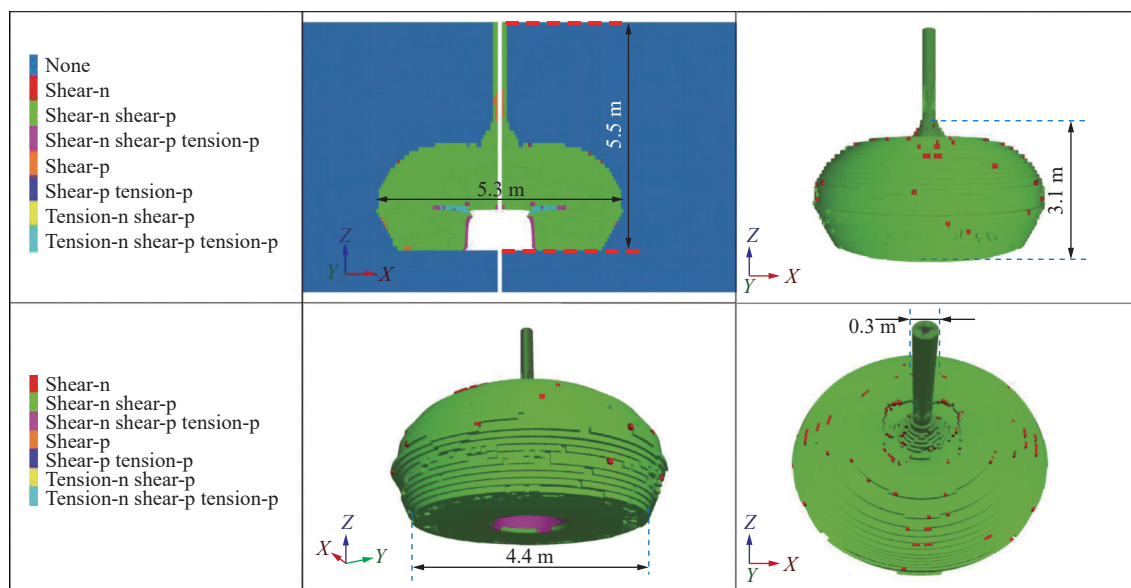 None
Shear-n
Shear-n shear-p
Shear-n shear-p tension-p
Shear-p
Shear-p tension-p
Tension-n shear-p
Tension-n shear-p tension-p
5.5 m
5.3 m
Z
Y
X
3.1 m
Z
Y
X
Shear-n
Shear-n shear-p
Shear-n shear-p tension-p
Shear-p
Shear-p tension-p
Tension-n shear-p
Tension-n shear-p tension-p
Z
X
Y
4.4 m
0.3 m
Z
Y
X